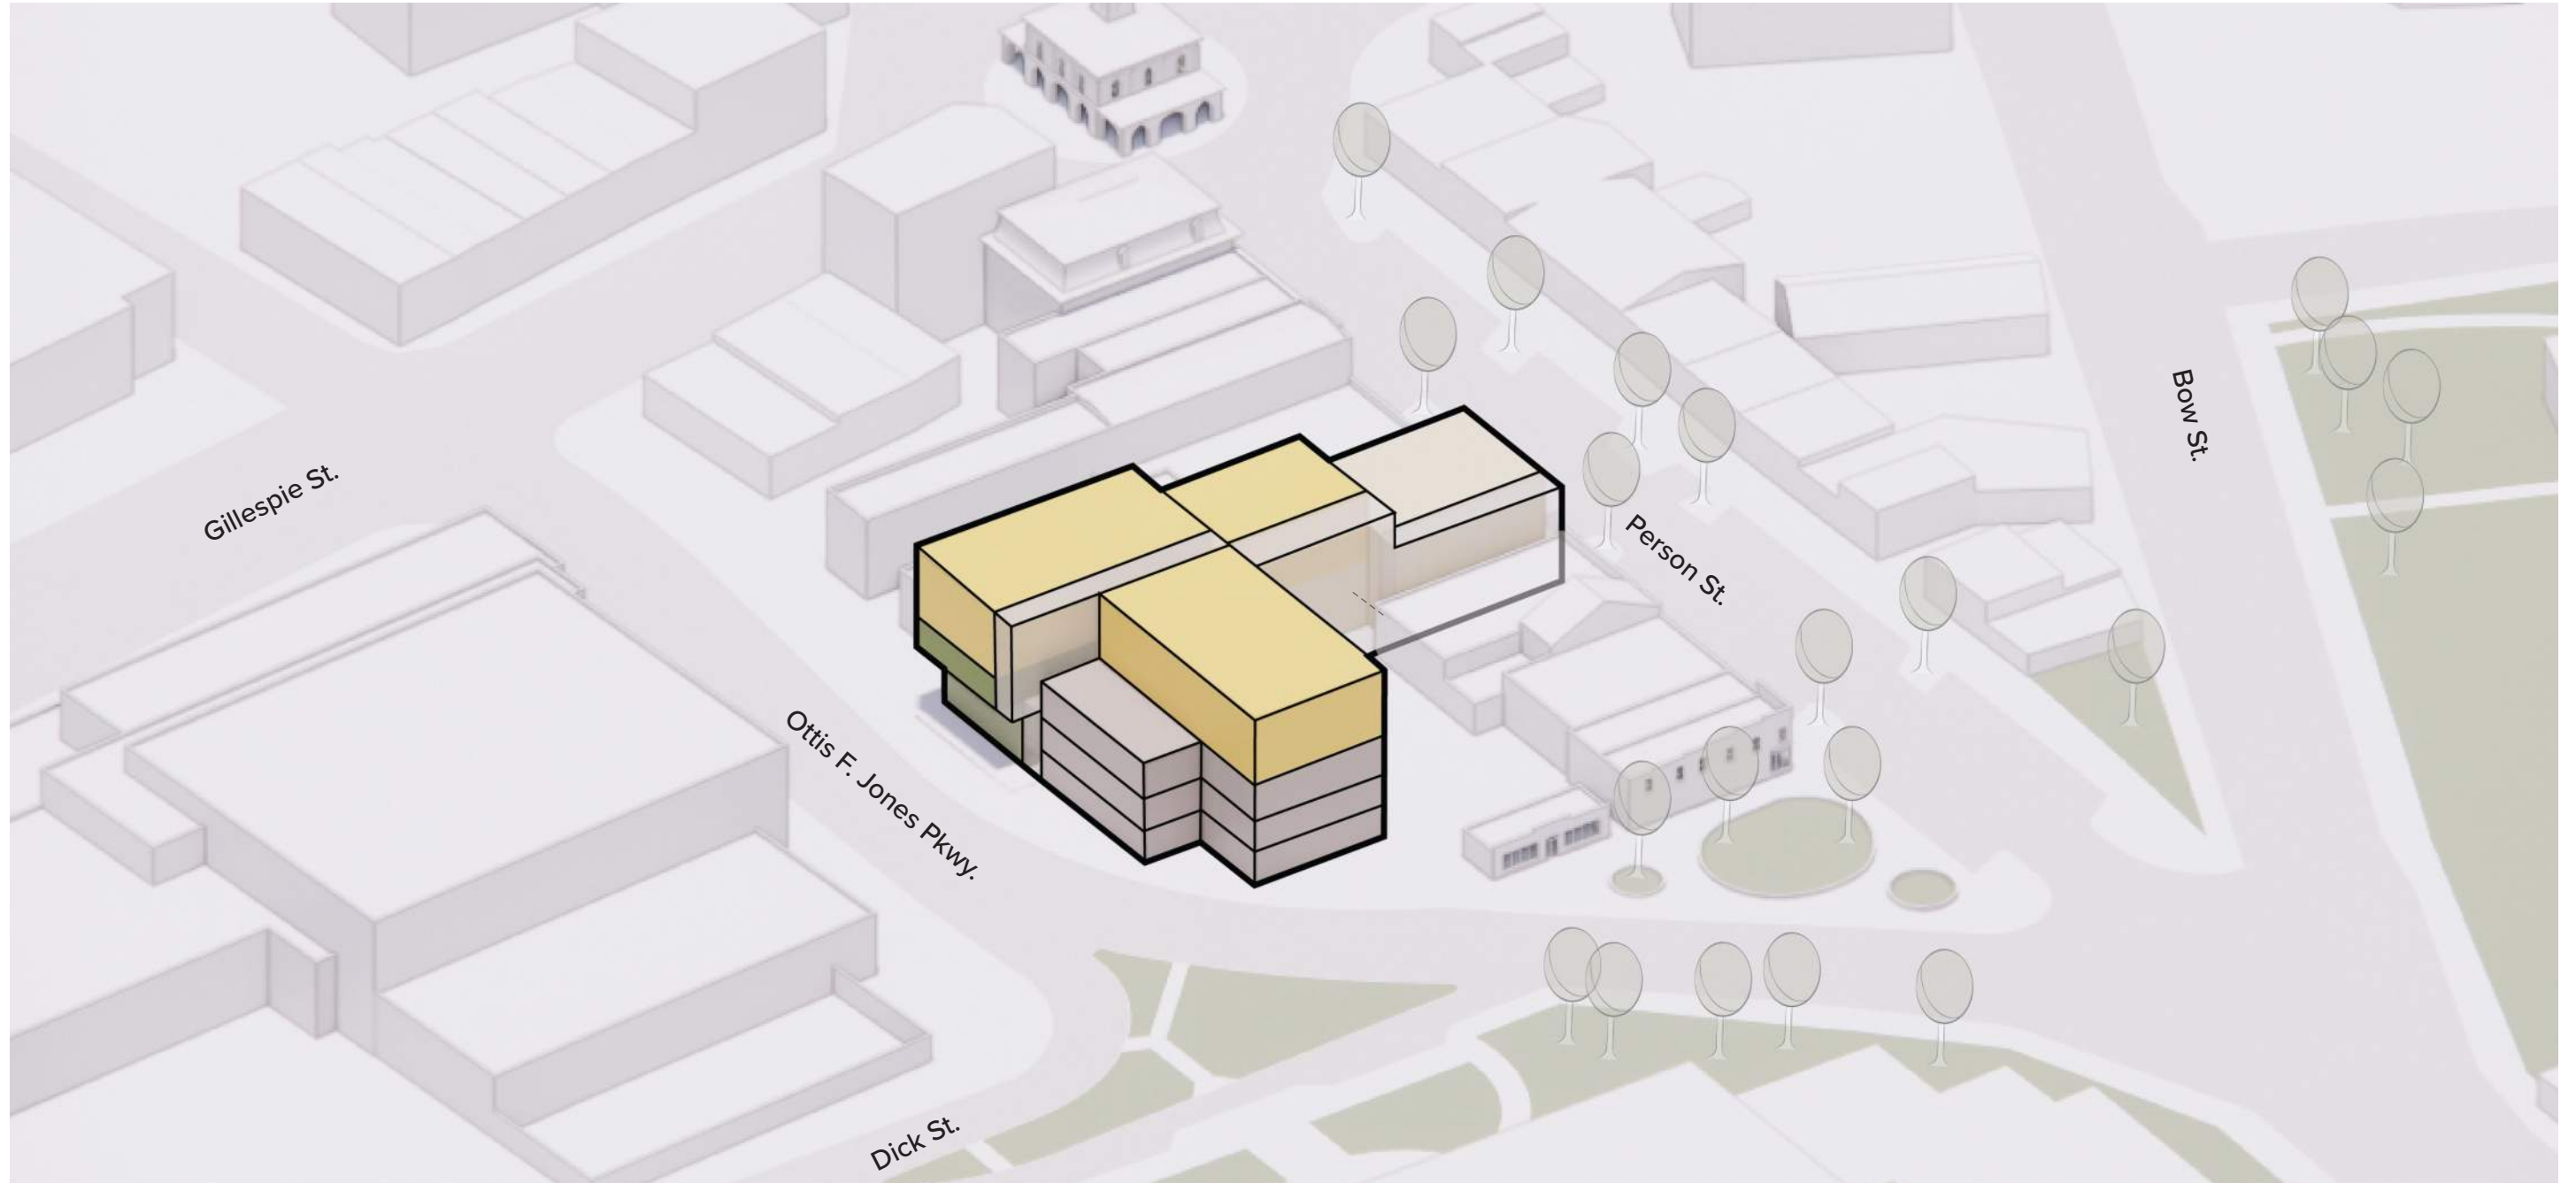 Bow St.
Gillespie St.
Person St.
Ottis F. Jones Pkwy.
Dick St.